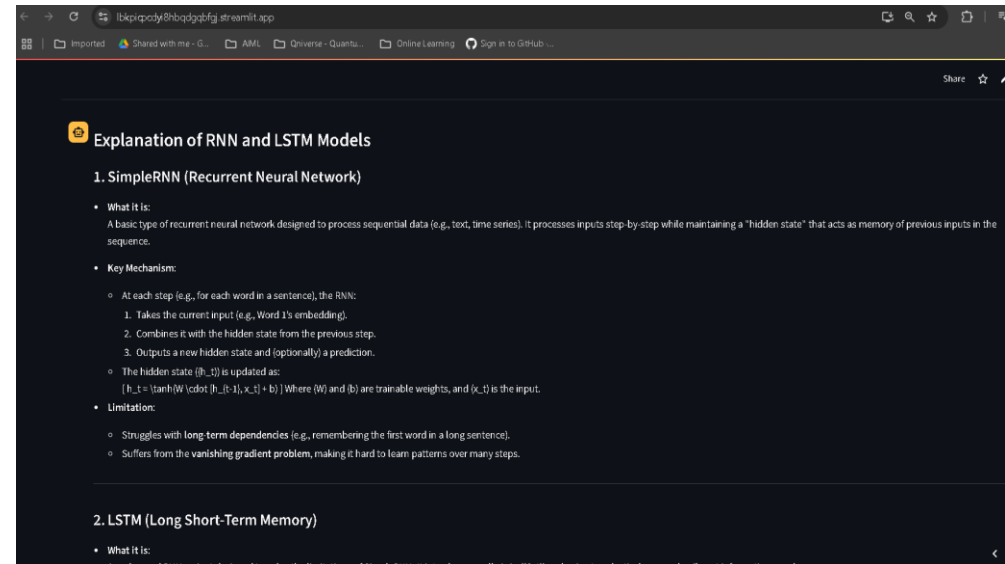 lbkpiqpcdyi8hbqdgqbfgj.streamlit.app
Imported
Shared with me - G...
AIML
Qniverse - Quantu...
Online Learning
Sign in to GitHub ·...
Share
Explanation of RNN and LSTM Models
1. SimpleRNN (Recurrent Neural Network)
• What it is:
A basic type of recurrent neural network designed to process sequential data (e.g., text, time series). It processes inputs step-by-step while maintaining a "hidden state" that acts as memory of previous inputs in the
sequence.
• Key Mechanism:
○ At each step (e.g., for each word in a sentence), the RNN:
1. Takes the current input (e.g., Word 1's embedding).
2. Combines it with the hidden state from the previous step.
3. Outputs a new hidden state and (optionally) a prediction.
○ The hidden state ((h_t)) is updated as:
[ h_t = \tanh(W \cdot [h_{t-1}, x_t] + b) ] Where (W) and (b) are trainable weights, and (x_t) is the input.
• Limitation:
○ Struggles with long-term dependencies (e.g., remembering the first word in a long sentence).
○ Suffers from the vanishing gradient problem, making it hard to learn patterns over many steps.
2. LSTM (Long Short-Term Memory)
• What it is: